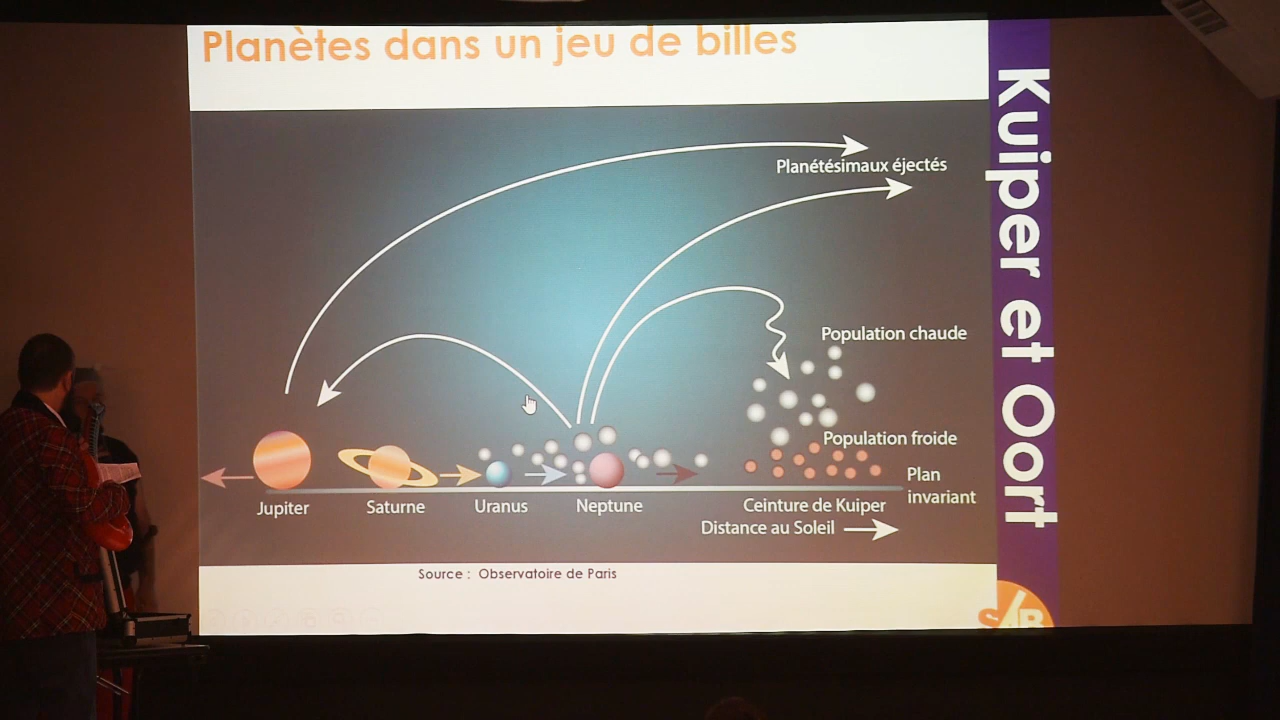 Planètes dans un jeu de billes
Kuiper et Oort
Planétésimaux éjectés
Population chaude
Population froide
Plan
invariant
Jupiter
Saturne
Uranus
Neptune
Ceinture de Kuiper
Distance au Soleil
Source : Observatoire de Paris
SAB